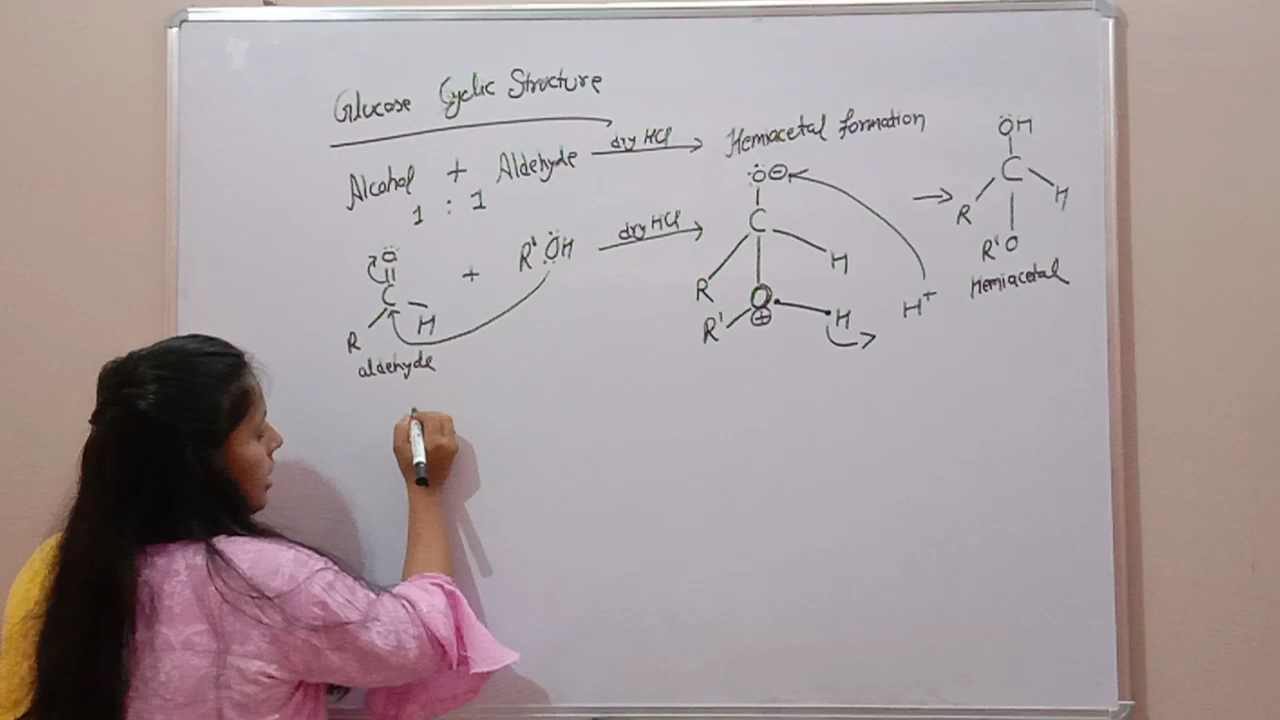 Glucose Cyclic Structure
Alcohol + Aldehyde dry HCl Hemiacetal formation
1 : 1
O
C
R H
aldehyde
+ R' OH
dry HCl
O⊖
C
R H
R' O H
⊕
H+
→ OH
C
R H
R'O
Hemiacetal